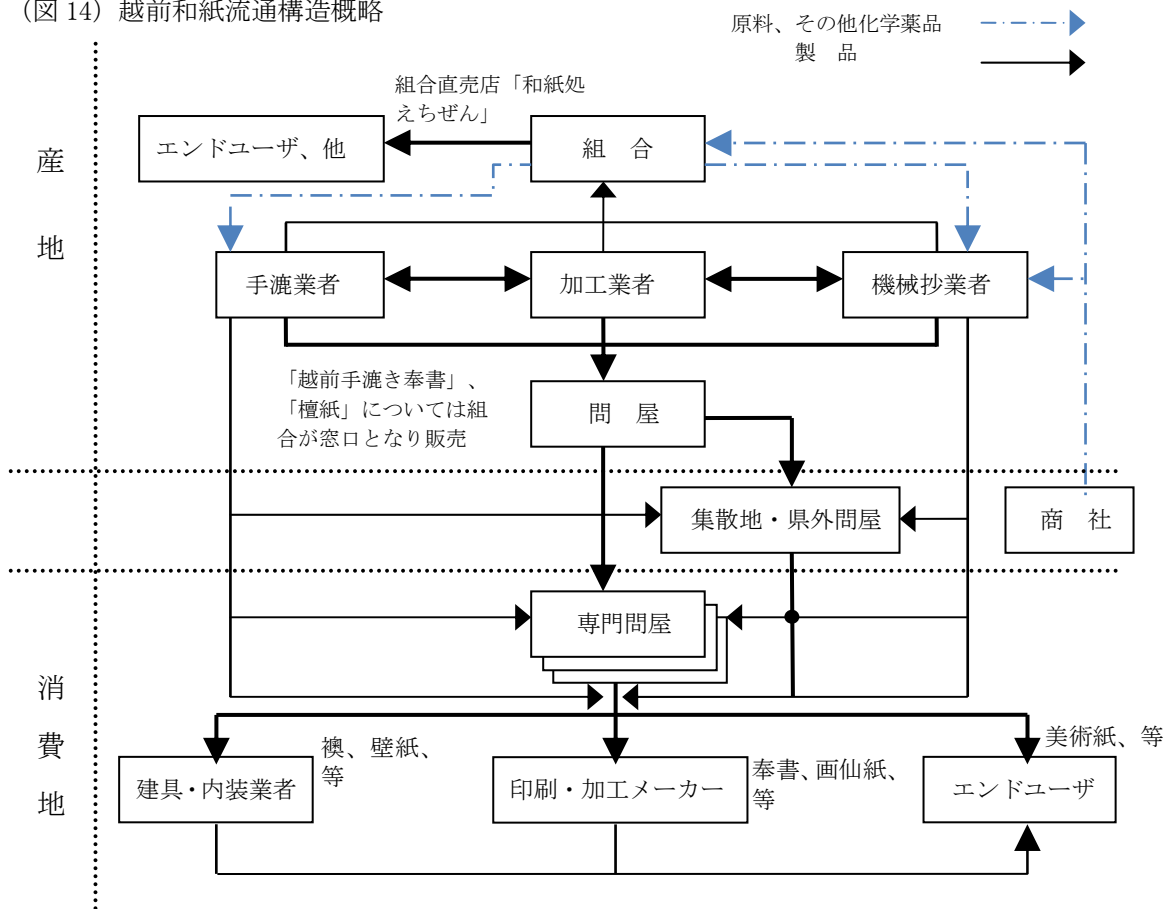 （図 14）越前和紙流通構造概略
原料、その他化学薬品
製　品
産
地
組合直売店「和紙処
えちぜん」
エンドユーザ、他
組　合
手漉業者
加工業者
機械抄業者
「越前手漉き奉書」、
「檀紙」については組
合が窓口となり販売
問　屋
集散地・県外問屋
商　社
専門問屋
消
費
地
襖、壁紙、
等
奉書、画仙紙、
等
美術紙、等
建具・内装業者
印刷・加工メーカー
エンドユーザ